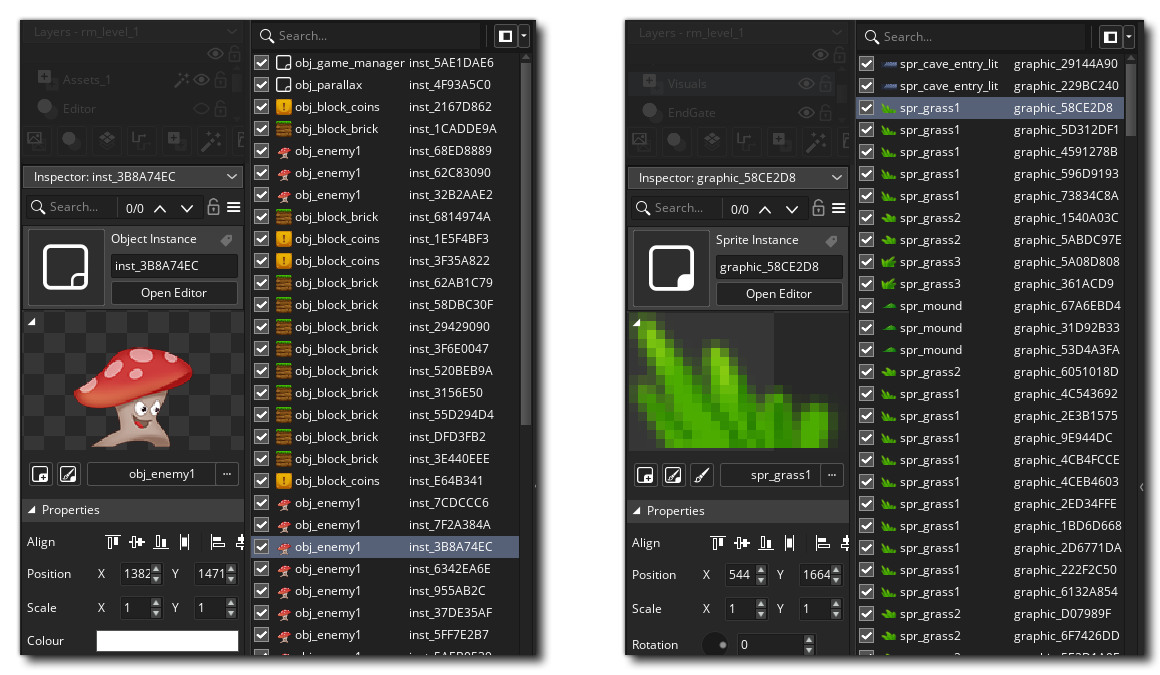 Layers - rm_level_1
Assets_1
Editor
Inspector: inst_3B8A74EC
Search...
0/0
Object Instance
inst_3B8A74EC
Open Editor
obj_enemy1
...
Properties
Align
Position X 1382 Y 1471
Scale X 1 Y 1
Colour
Search...
obj_game_manager inst_5AE1DAE6
obj_parallax inst_4F93A5C0
obj_block_coins inst_2167D862
obj_block_brick inst_1CADDE9A
obj_enemy1 inst_68ED8889
obj_enemy1 inst_62C83090
obj_enemy1 inst_32B2AAE2
obj_block_brick inst_6814974A
obj_block_coins inst_1E5F4BF3
obj_block_coins inst_3F35A822
obj_block_brick inst_62AB1C79
obj_block_brick inst_58DBC30F
obj_block_brick inst_29429090
obj_block_brick inst_3F6E0047
obj_block_brick inst_520BEB9A
obj_block_brick inst_3156E50
obj_block_brick inst_55D294D4
obj_block_brick inst_DFD3FB2
obj_block_brick inst_3E440EEE
obj_block_coins inst_E64B341
obj_enemy1 inst_7CDCCC6
obj_enemy1 inst_7F2A384A
obj_enemy1 inst_3B8A74EC
obj_enemy1 inst_6342EA6E
obj_enemy1 inst_955AB2C
obj_enemy1 inst_37DE35AF
obj_enemy1 inst_5FF7E2B7
Layers - rm_level_1
Visuals
EndGate
Inspector: graphic_58CE2D8
Search...
0/0
Sprite Instance
graphic_58CE2D8
Open Editor
spr_grass1
...
Properties
Align
Position X 544 Y 1664
Scale X 1 Y 1
Rotation 0
Search...
spr_cave_entry_lit graphic_29144A90
spr_cave_entry_lit graphic_229BC240
spr_grass1 graphic_58CE2D8
spr_grass1 graphic_5D312DF1
spr_grass1 graphic_4591278B
spr_grass1 graphic_596D9193
spr_grass1 graphic_73834C8A
spr_grass2 graphic_1540A03C
spr_grass2 graphic_5ABDC97E
spr_grass3 graphic_5A08D808
spr_grass3 graphic_361ACD9
spr_mound graphic_67A6EBD4
spr_mound graphic_31D92B33
spr_mound graphic_53D4A3FA
spr_grass2 graphic_6051018D
spr_grass1 graphic_4C543692
spr_grass1 graphic_2E3B1575
spr_grass1 graphic_9E944DC
spr_grass1 graphic_4CB4FCCE
spr_grass1 graphic_4CEB4603
spr_grass1 graphic_2ED34FFE
spr_grass1 graphic_1BD6D668
spr_grass1 graphic_2D6771DA
spr_grass1 graphic_222F2C50
spr_grass1 graphic_6132A854
spr_grass2 graphic_D07989F
spr_grass2 graphic_6F7426DD